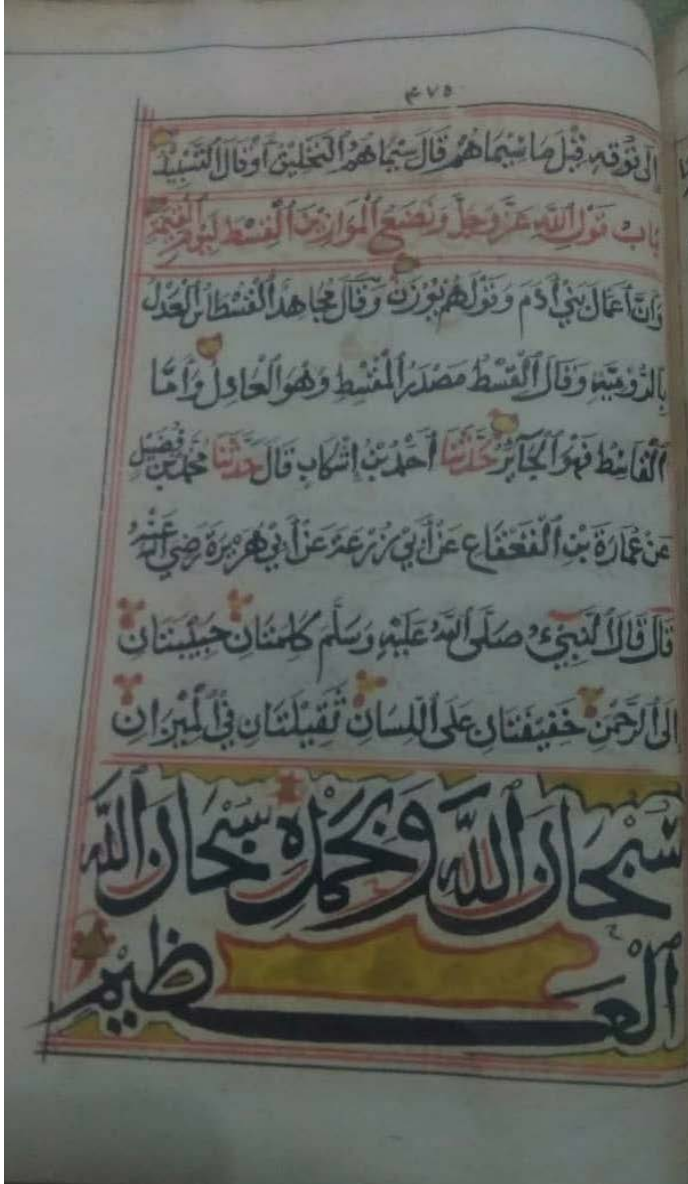 ٤٧٥
إلى فوقه قيل ما سيماهم قال سيماهم التحليق أو قال التسبيد
باب قول الله عز وجل ونضع الموازين القسط ليوم القيمة
وأن أعمال بني آدم وقولهم يوزن وقال مجاهد القسطاس العدل
بالرومية وقال القسط مصدر المقسط وهو العادل وأما
القاسط فهو الجائر حدثنا أحمد بن إشكاب قال حدثنا محمد بن فضيل
عن عمارة بن القعقاع عن أبي زرعة عن أبي هريرة رضي الله عنه
قال قال النبيء صلى الله عليه وسلم كلمتان حبيبتان
إلى الرحمن خفيفتان على اللسان ثقيلتان في الميزان
سبحان الله وبحمده سبحان الله
العظيم